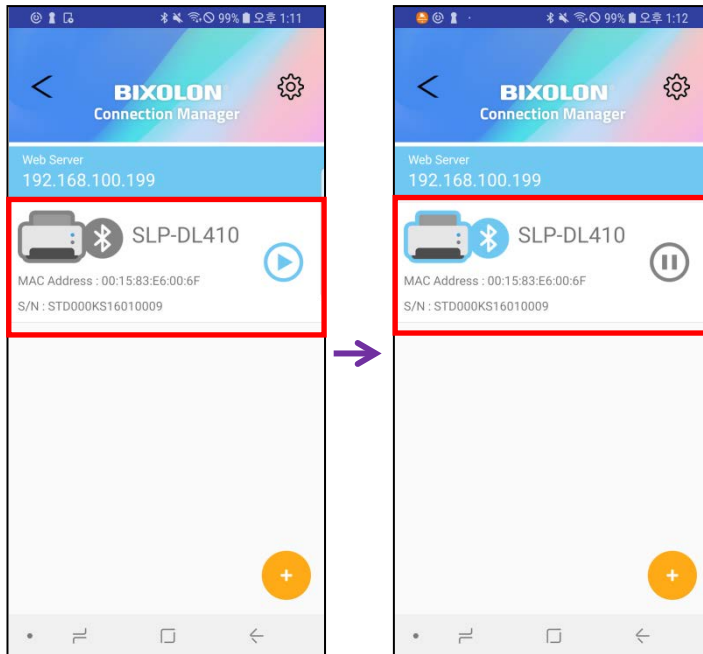 99% 오후 1:11
BIXOLON
Connection Manager
Web Server
192.168.100.199
SLP-DL410
MAC Address : 00:15:83:E6:00:6F
S/N : STD000KS16010009
+
99% 오후 1:12
BIXOLON
Connection Manager
Web Server
192.168.100.199
SLP-DL410
MAC Address : 00:15:83:E6:00:6F
S/N : STD000KS16010009
+